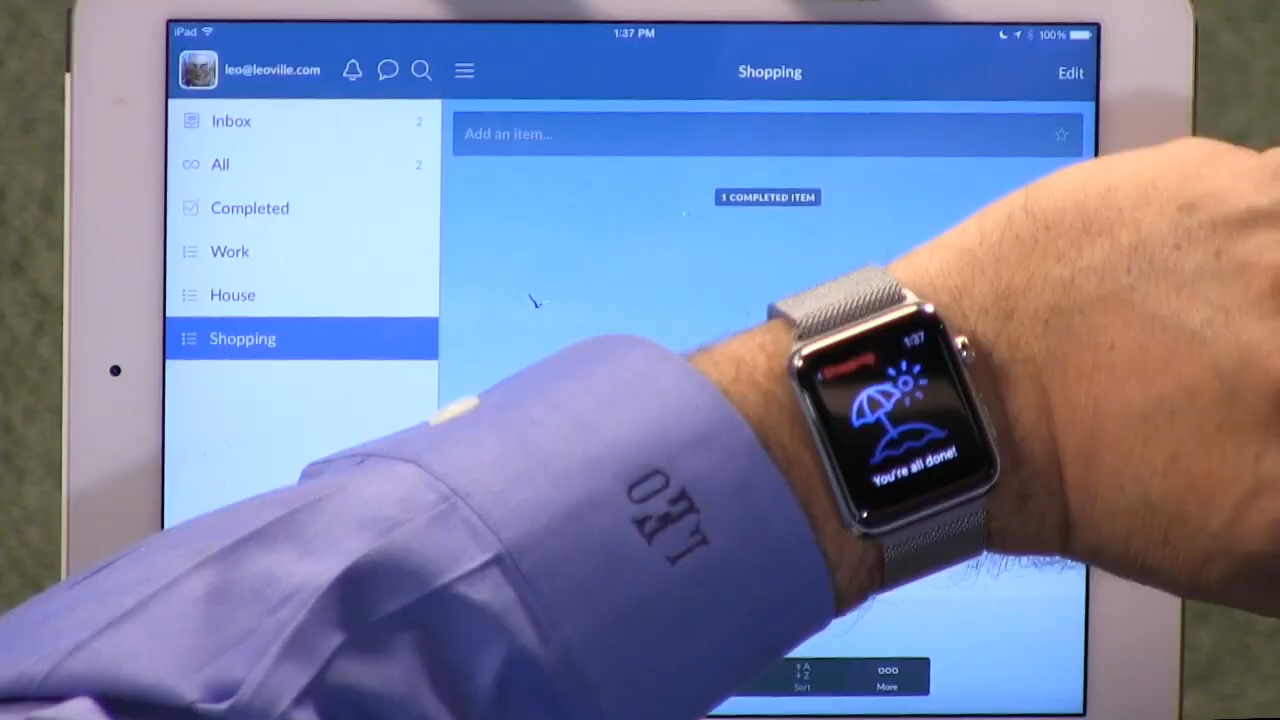 iPad 1:37 PM 100%
leo@leoville.com Shopping Edit
Inbox 2
All 2
Completed
Work
House
Shopping
Add an item...
1 COMPLETED ITEM
1:37
Shopping
You're all done!
LEO
Sort More